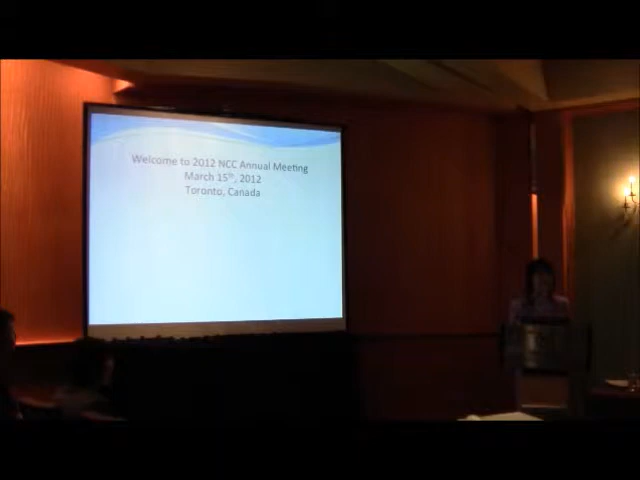 Welcome to 2012 NCC Annual Meeting
March 15th, 2012
Toronto, Canada